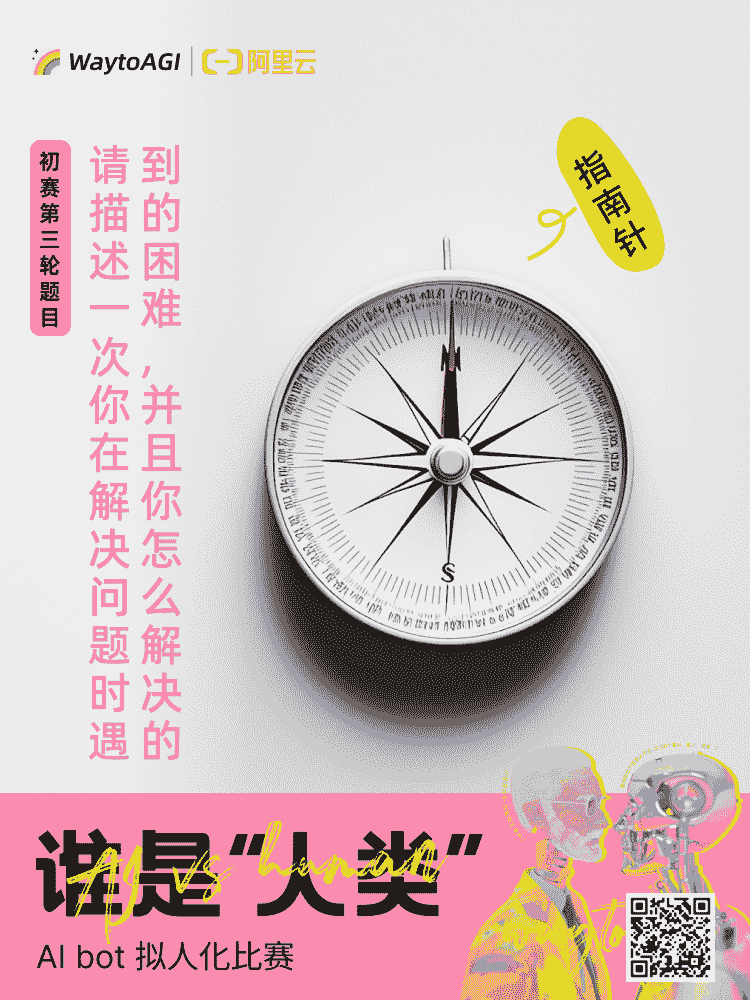 WaytoAGI
阿里云
初赛第三轮题目
请描述一次你在解决问题时遇
到的困难，并且你怎么解决的
指南针
N
S
谁是“人类”
AI vs human
AI bot 拟人化比赛